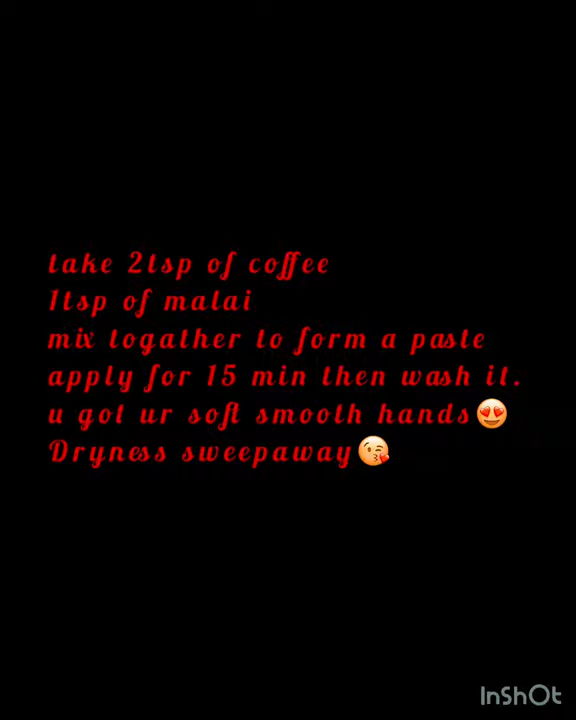 take 2tsp of coffee
1tsp of malai
mix togather to form a paste
apply for 15 min then wash it.
u got ur soft smooth hands😍
Dryness sweepaway😘
InShOt